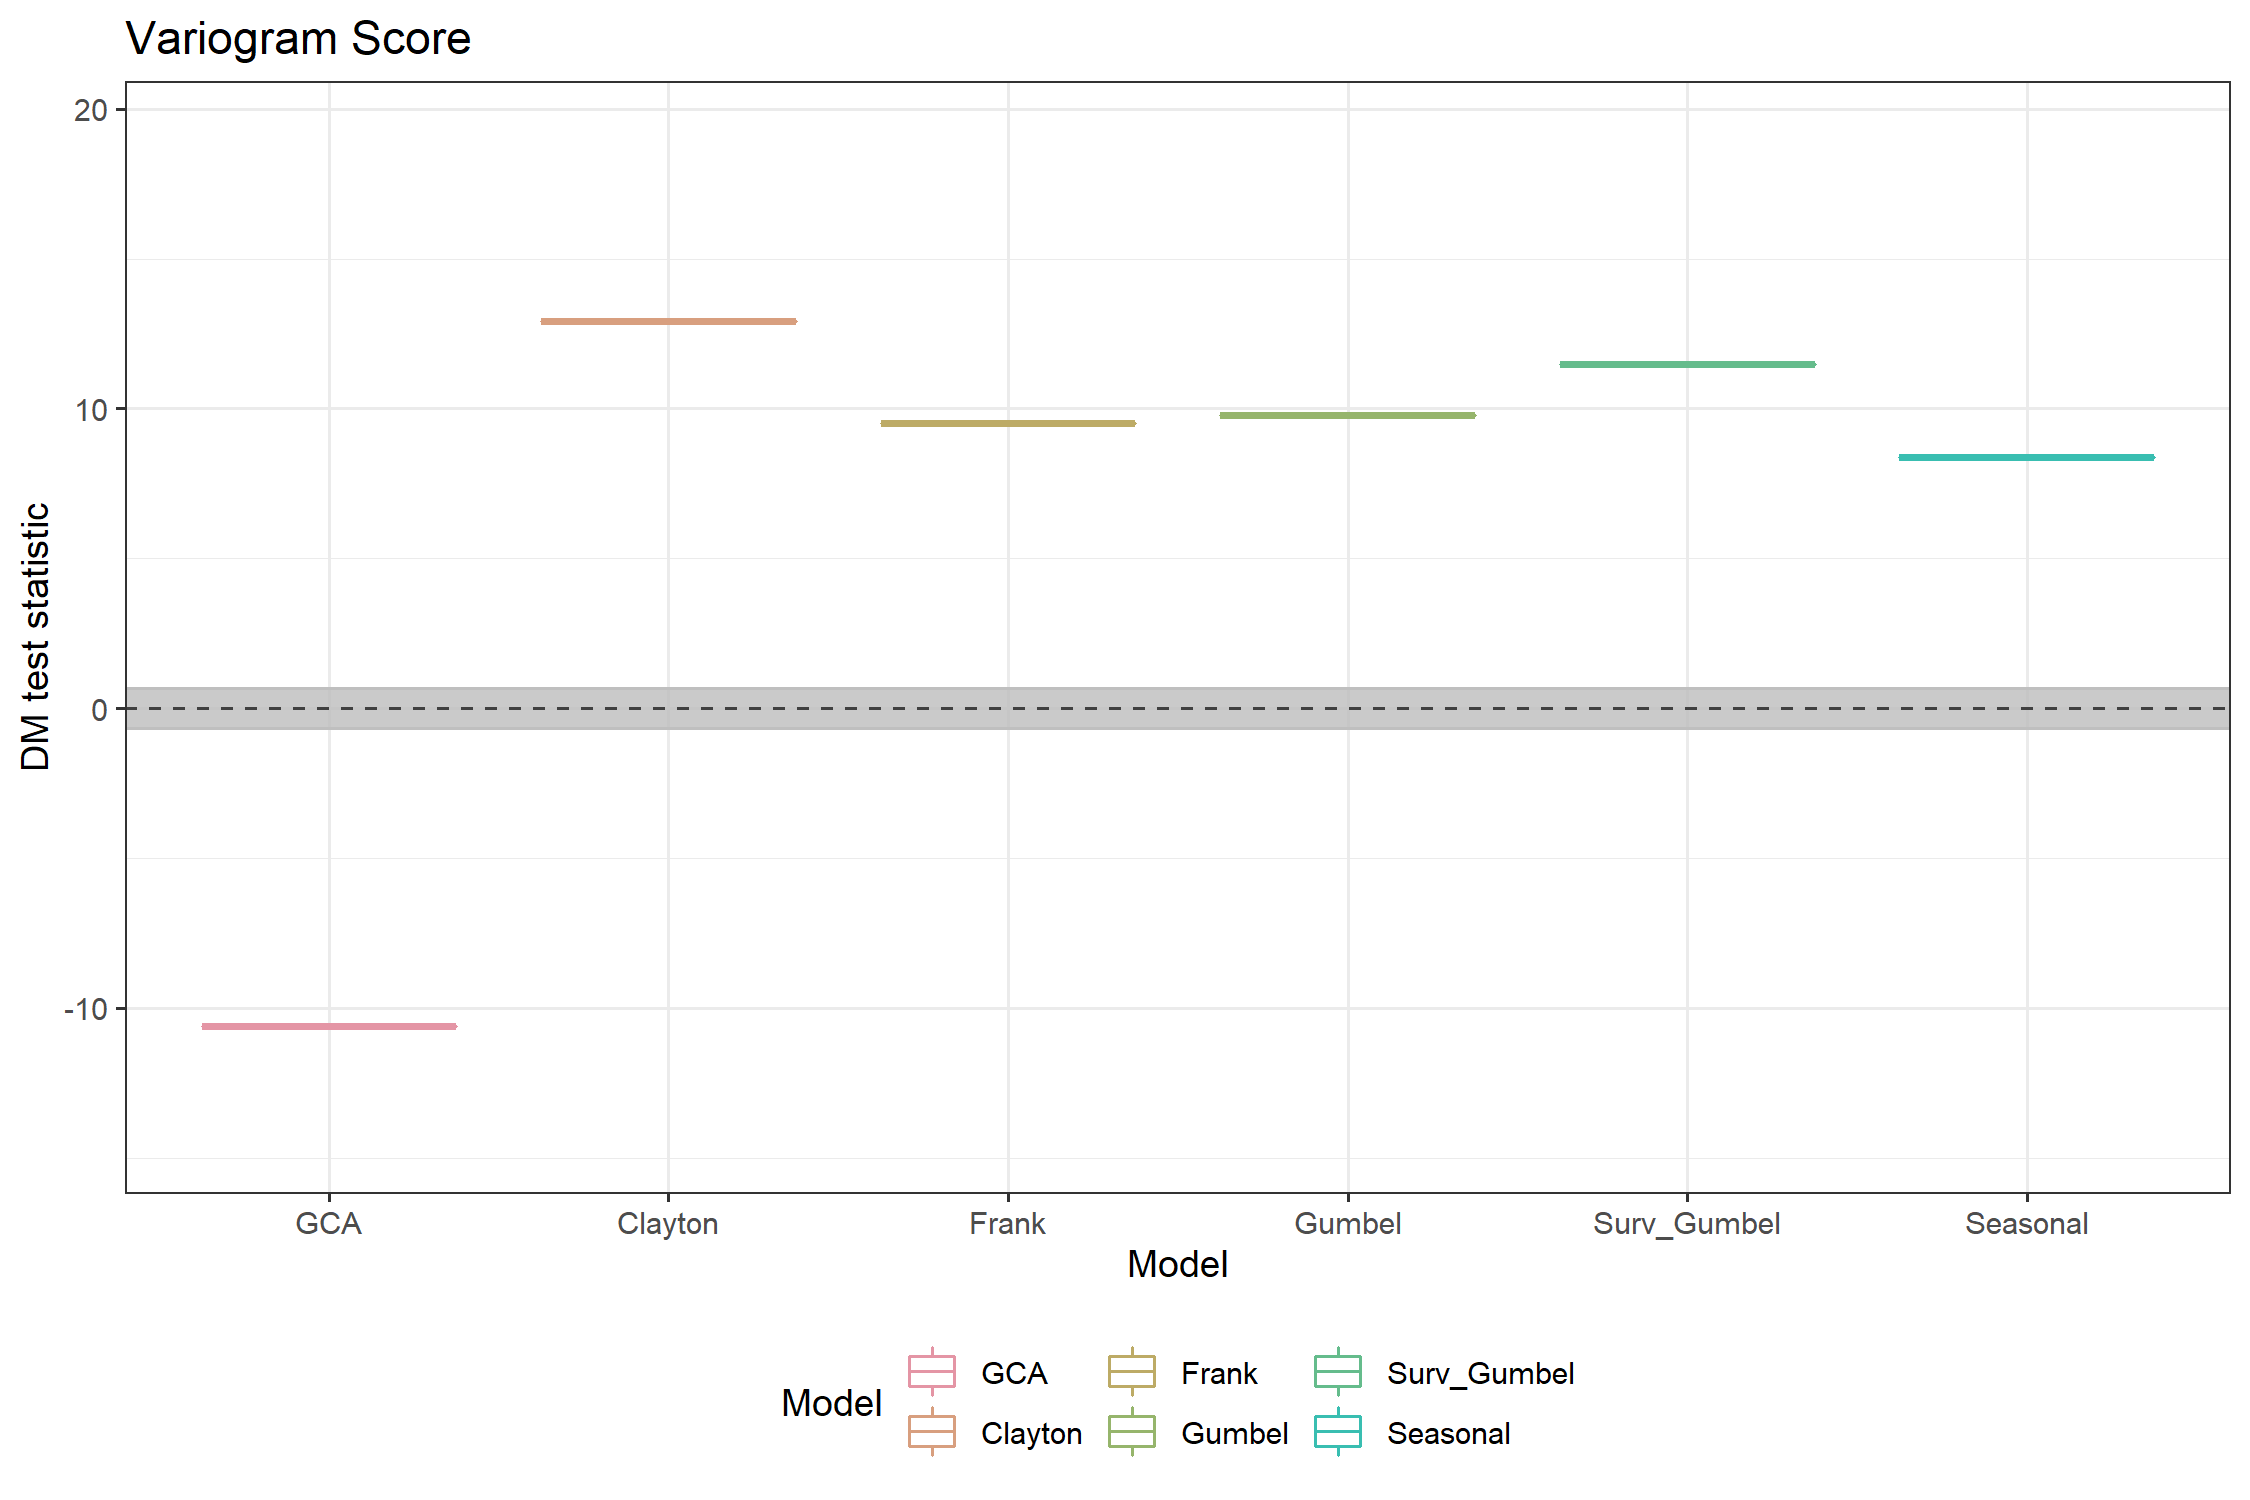 Variogram Score
20
10
0
-10
DM test statistic
GCA Clayton Frank Gumbel Surv_Gumbel Seasonal
Model
Model
GCA Frank Surv_Gumbel
Clayton Gumbel Seasonal